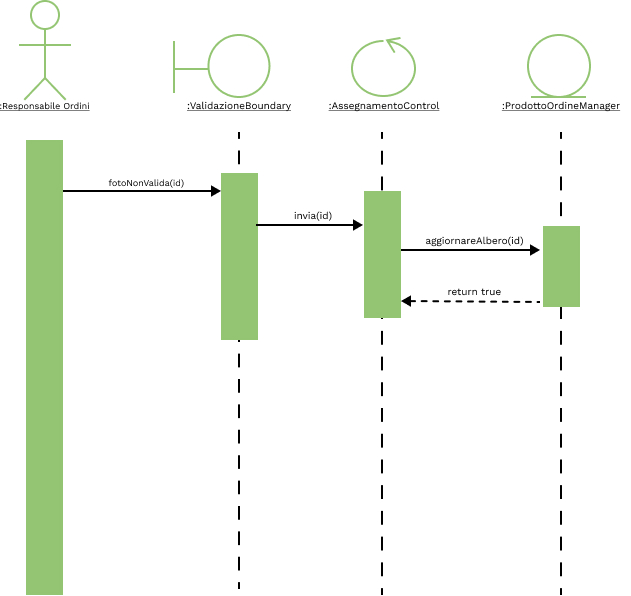 :Responsabile Ordini
:ValidazioneBoundary
:AssegnamentoControl
:ProdottoOrdineManager
fotoNonValida(id)
invia(id)
aggiornareAlbero(id)
return true